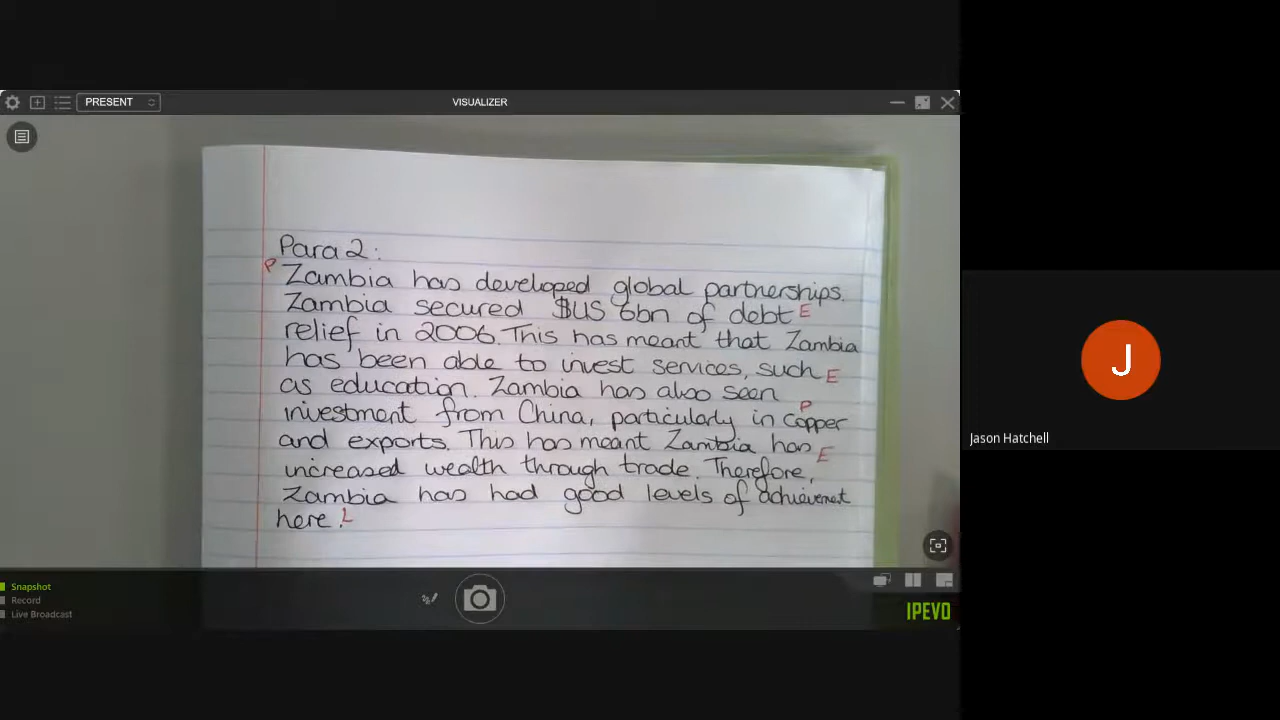 PRESENT
VISUALIZER
Para 2:
P
Zambia has developed global partnerships.
Zambia secured $US 6bn of debt E
relief in 2006. This has meant that Zambia
has been able to invest services, such E
as education. Zambia has also seen
P
investment from China, particularly in copper
and exports. This has meant Zambia has E
increased wealth through trade. Therefore,
Zambia has had good levels of achievement
here. L
Jason Hatchell
J
Snapshot
Record
Live Broadcast
IPEVO